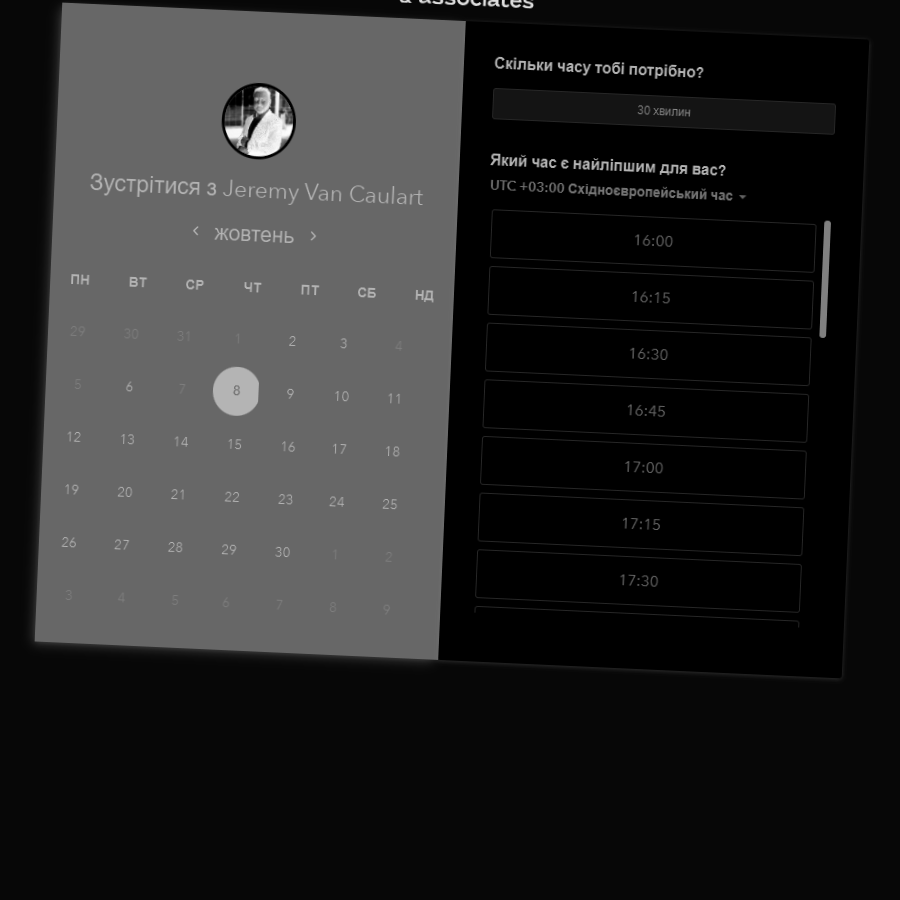 & associates
Зустрітися з Jeremy Van Caulart
жовтень
ПН ВТ СР ЧТ ПТ СБ НД
29 30 31 1 2 3 4
5 6 7 8 9 10 11
12 13 14 15 16 17 18
19 20 21 22 23 24 25
26 27 28 29 30 1 2
3 4 5 6 7 8 9
Скільки часу тобі потрібно?
30 хвилин
Який час є найліпшим для вас?
UTC +03:00 Східноєвропейський час
16:00
16:15
16:30
16:45
17:00
17:15
17:30